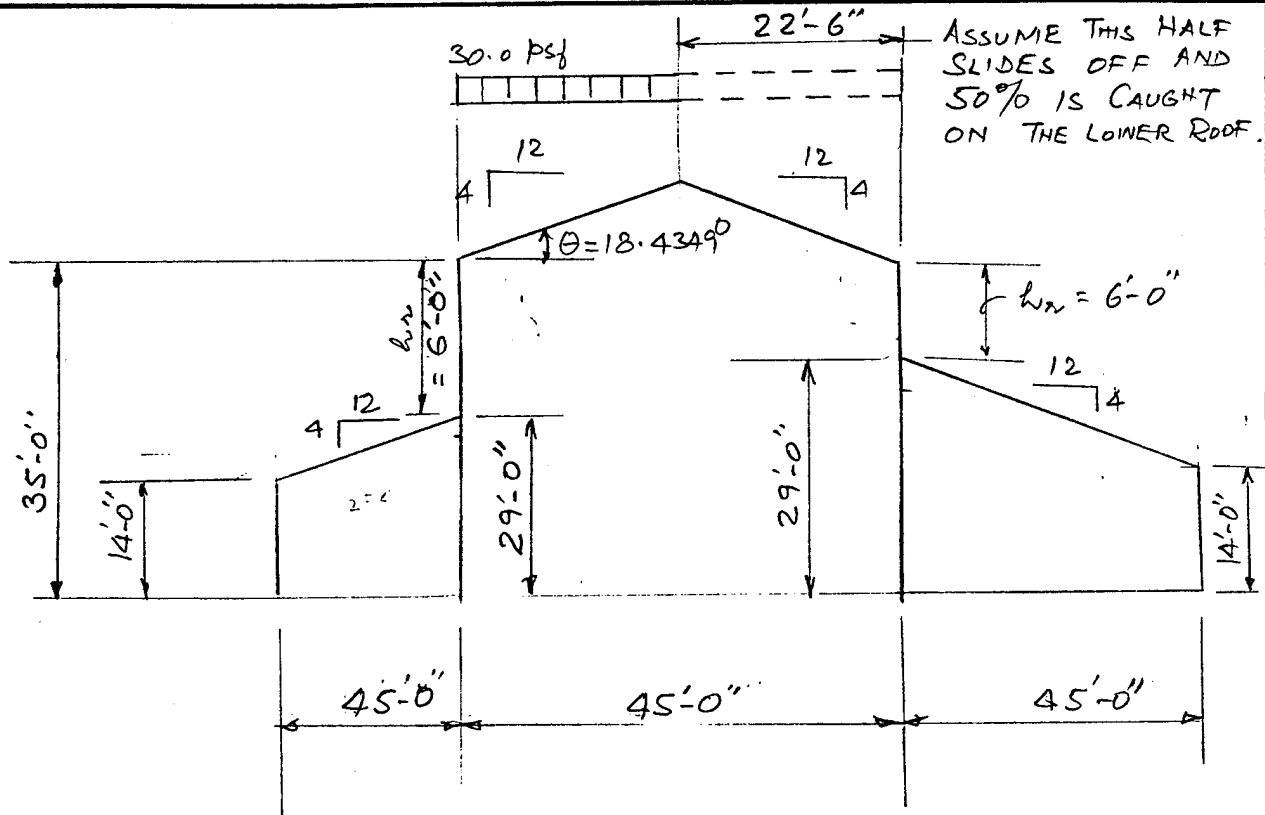 22'-6"
ASSUME THIS HALF
SLIDES OFF AND
50% IS CAUGHT
ON THE LOWER ROOF.
30.0 psf
12
4
12
4
θ=18.4349°
hr = 6'-0"
hr = 6'-0"
12
4
12
4
35'-0"
14'-0"
29'-0"
29'-0"
14'-0"
45'-0"
45'-0"
45'-0"